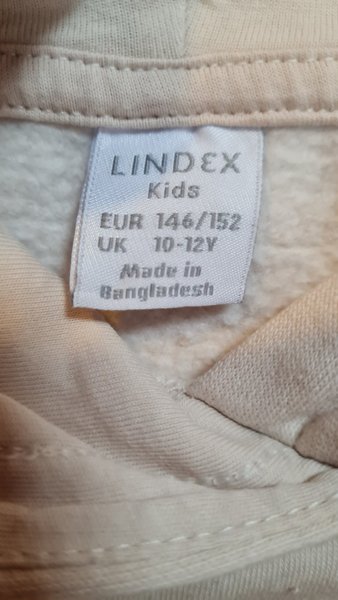 LINDEX
Kids
EUR 146/152
UK 10-12Y
Made in
Bangladesh